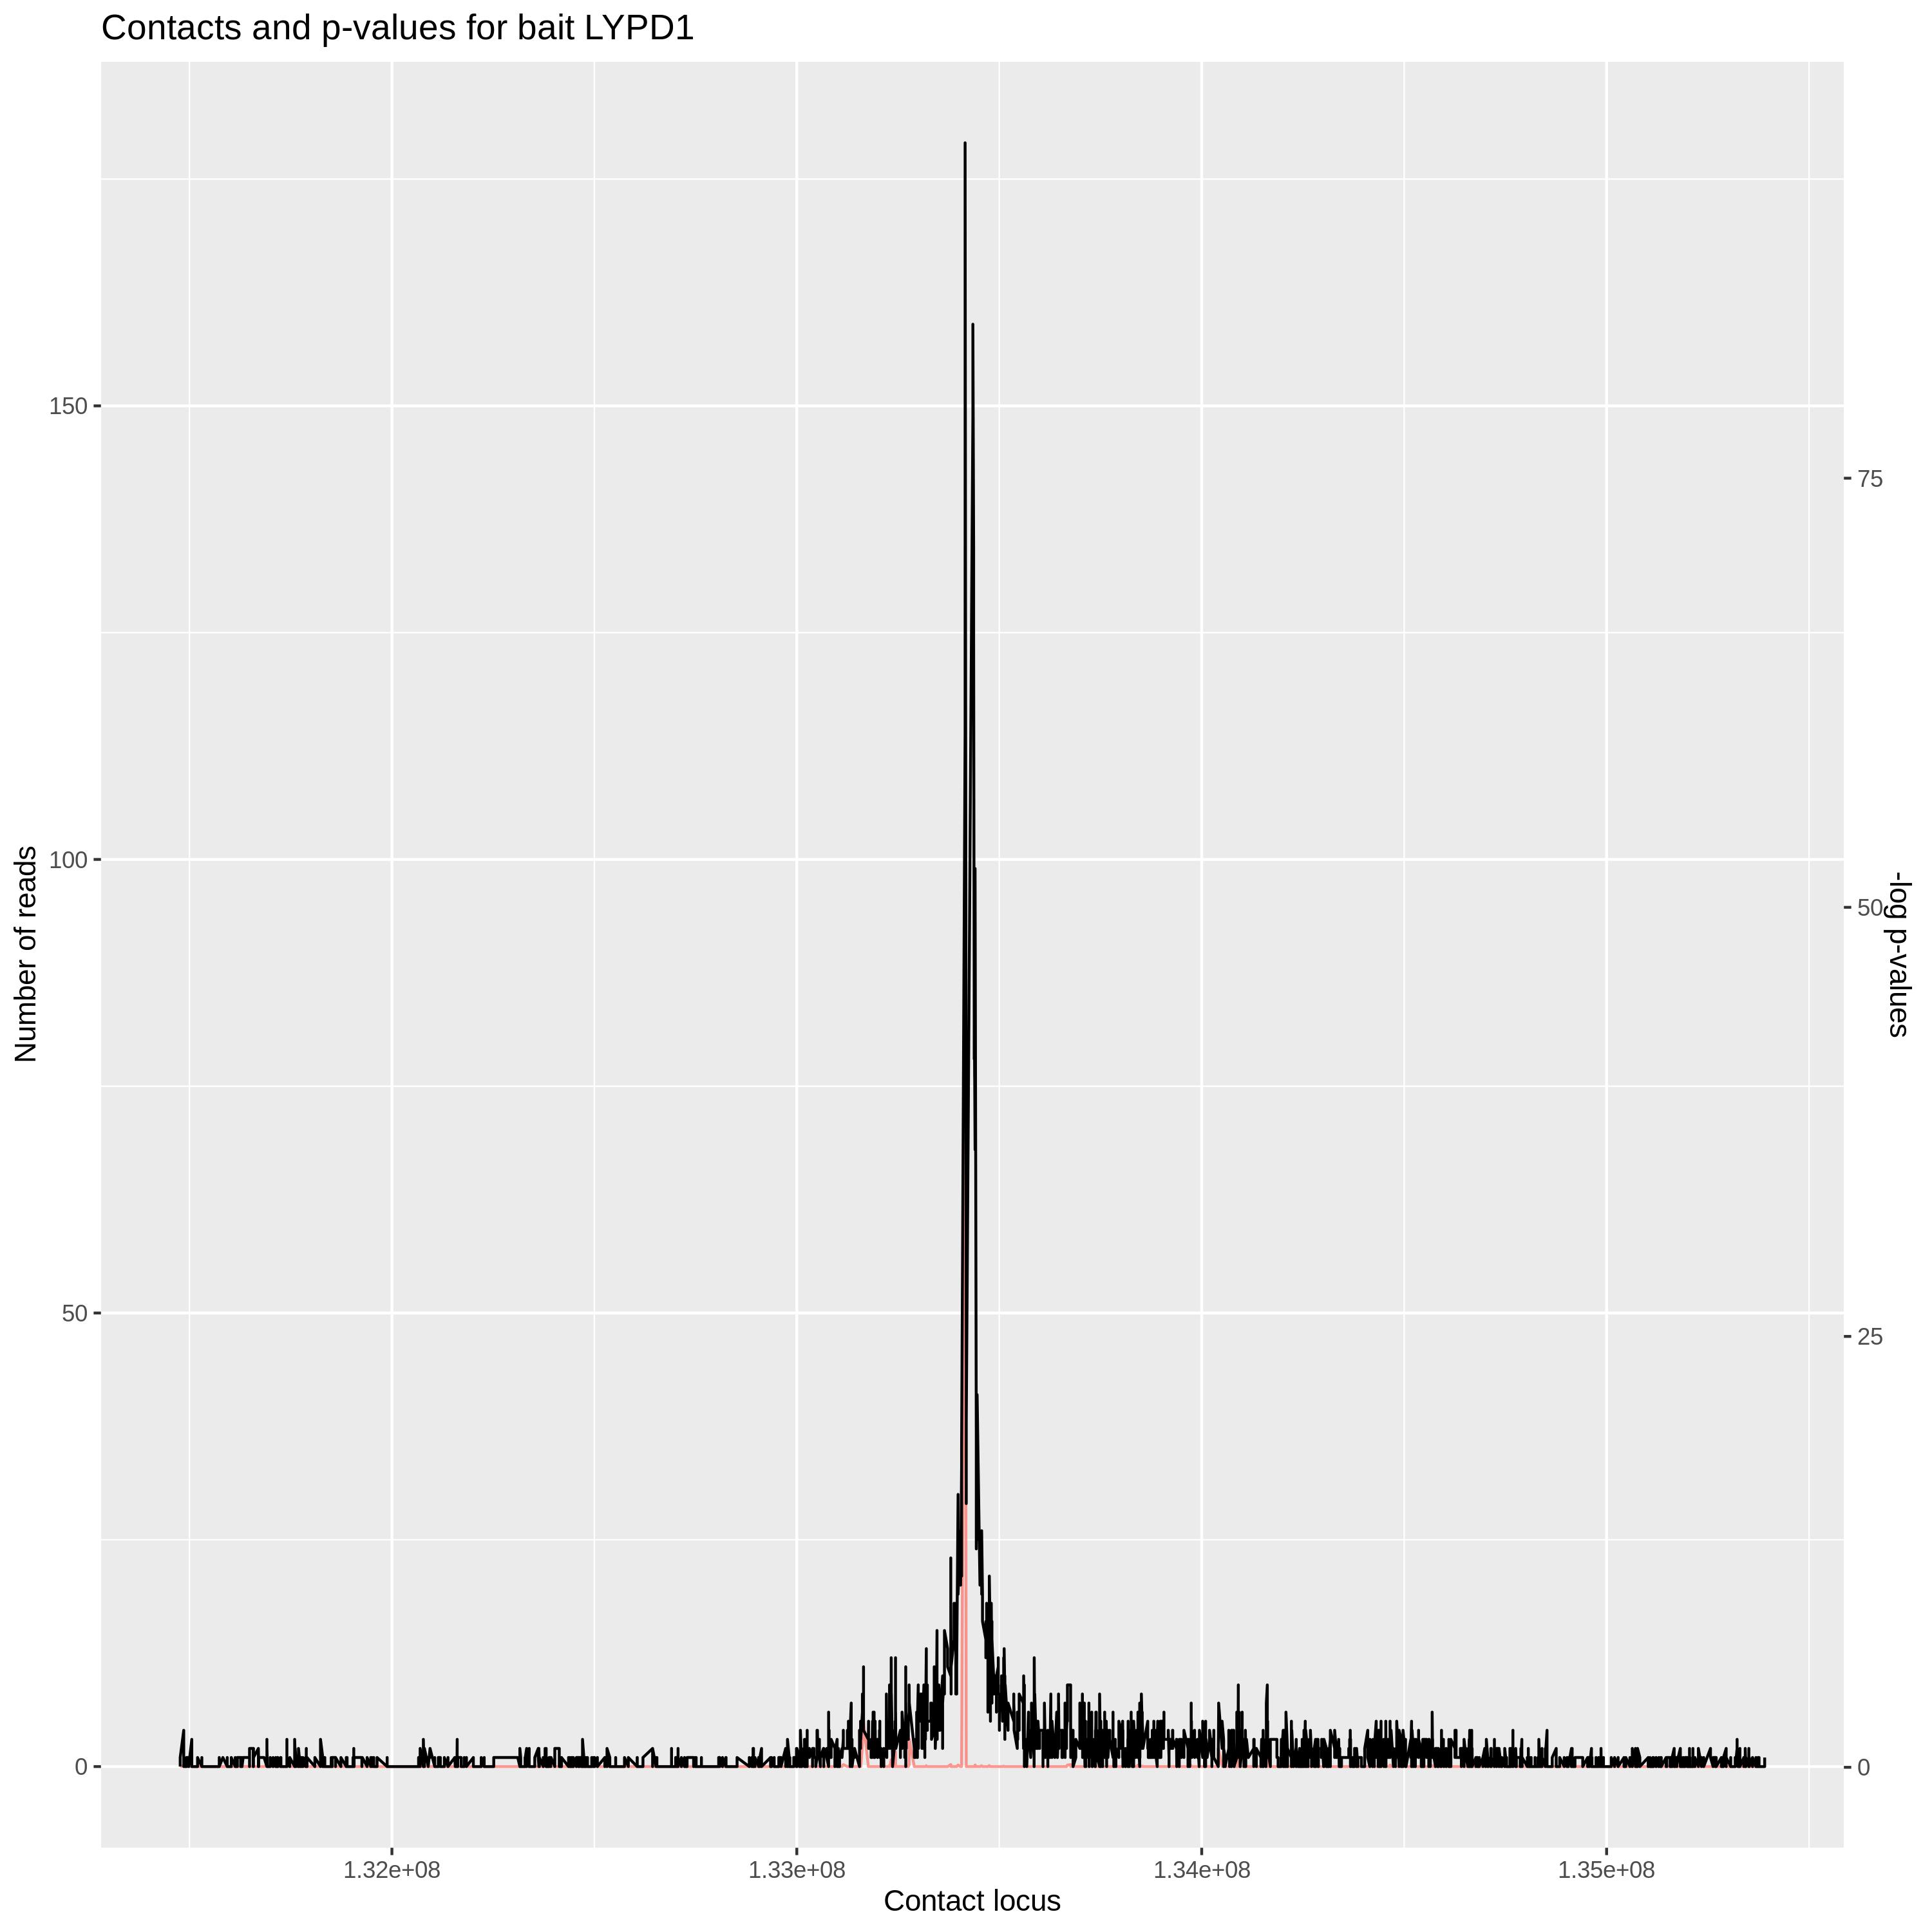 Contacts and p-values for bait LYPD1
150
100
50
0
Number of reads
75
50
25
0
-log p-values
1.32e+08
1.33e+08
1.34e+08
1.35e+08
Contact locus